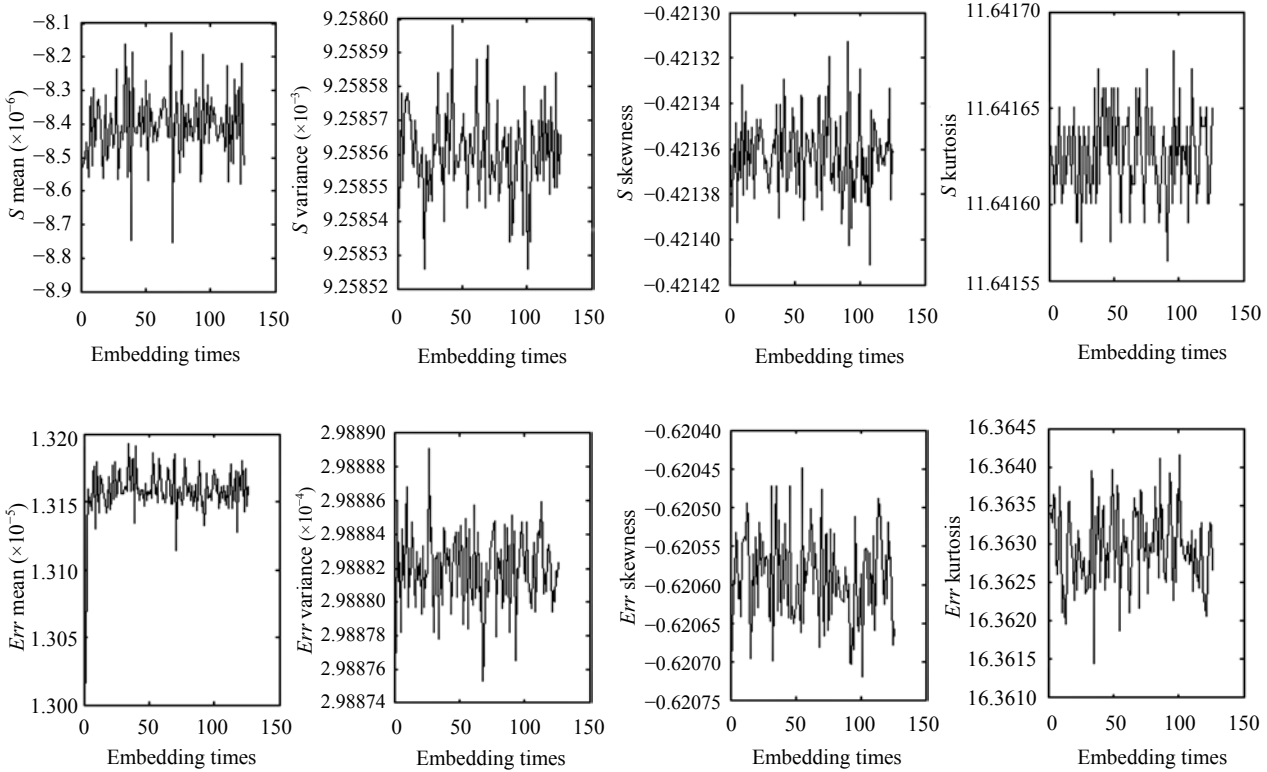 S mean (×10−6)
−8.1
−8.2
−8.3
−8.4
−8.5
−8.6
−8.7
−8.8
−8.9
0 50 100 150
Embedding times
S variance (×10−3)
9.25860
9.25859
9.25858
9.25857
9.25856
9.25855
9.25854
9.25853
9.25852
0 50 100 150
Embedding times
S skewness
−0.42130
−0.42132
−0.42134
−0.42136
−0.42138
−0.42140
−0.42142
0 50 100 150
Embedding times
S kurtosis
11.64170
11.64165
11.64160
11.64155
0 50 100 150
Embedding times
Err mean (×10−5)
1.320
1.315
1.310
1.305
1.300
0 50 100 150
Embedding times
Err variance (×10−4)
2.98890
2.98888
2.98886
2.98884
2.98882
2.98880
2.98878
2.98876
2.98874
0 50 100 150
Embedding times
Err skewness
−0.62040
−0.62045
−0.62050
−0.62055
−0.62060
−0.62065
−0.62070
−0.62075
0 50 100 150
Embedding times
Err kurtosis
16.3645
16.3640
16.3635
16.3630
16.3625
16.3620
16.3615
16.3610
0 50 100 150
Embedding times